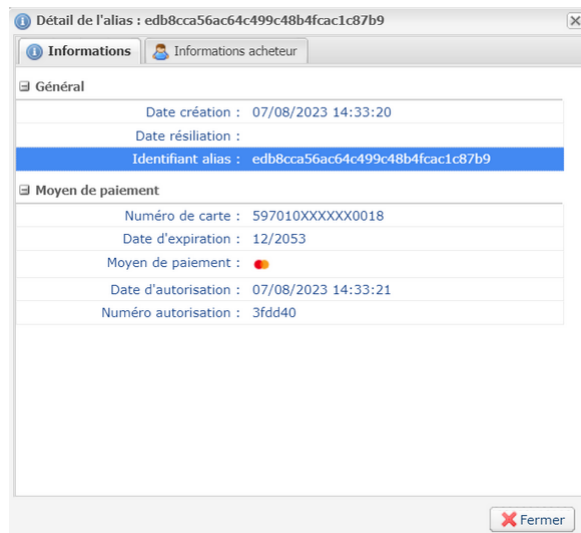 Détail de l'alias : edb8cca56ac64c499c48b4fcac1c87b9
Informations
Informations acheteur
Général
Date création : 07/08/2023 14:33:20
Date résiliation :
Identifiant alias : edb8cca56ac64c499c48b4fcac1c87b9
Moyen de paiement
Numéro de carte : 597010XXXXXX0018
Date d'expiration : 12/2053
Moyen de paiement :
Date d'autorisation : 07/08/2023 14:33:21
Numéro autorisation : 3fdd40
Fermer